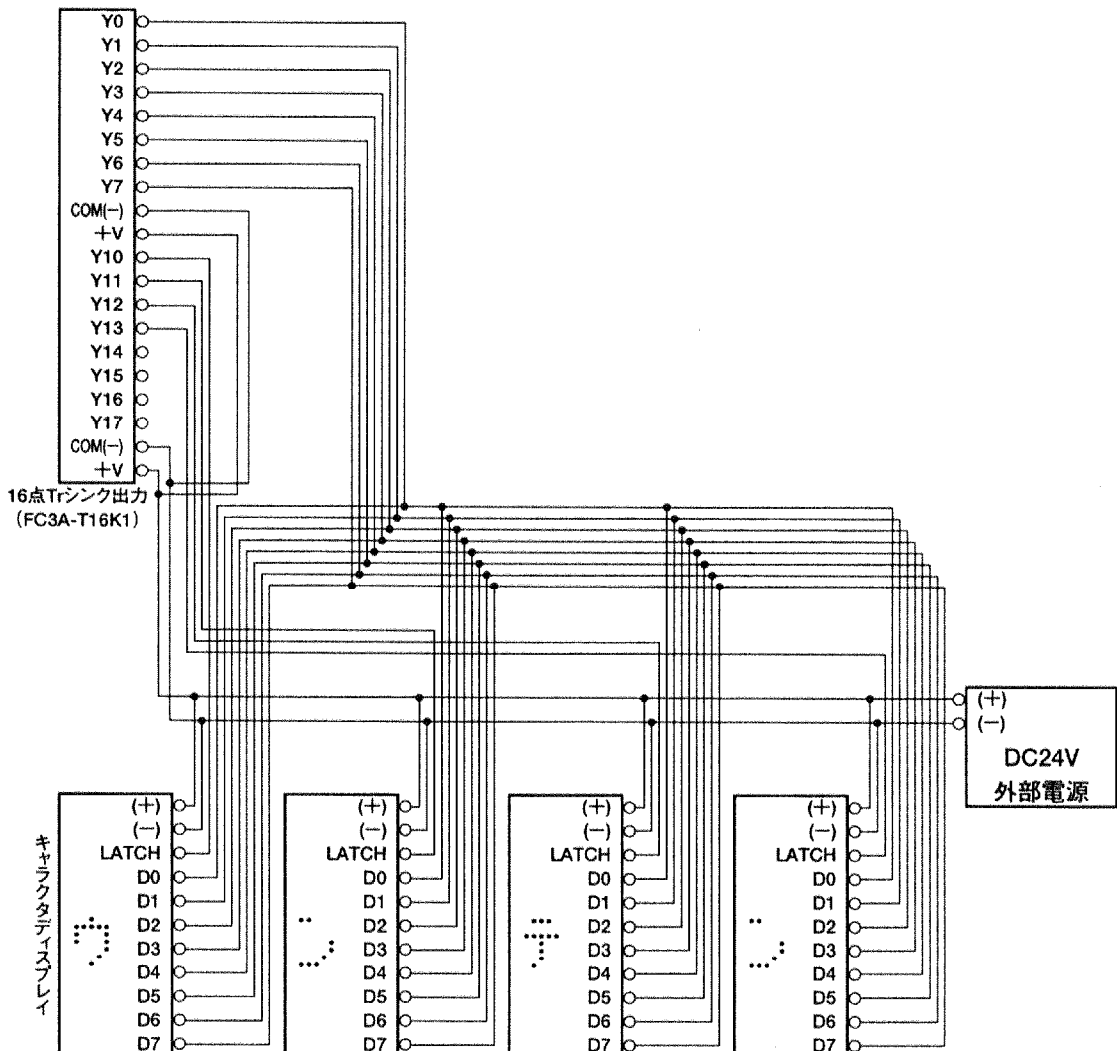 Y0
Y1
Y2
Y3
Y4
Y5
Y6
Y7
COM(−)
+V
Y10
Y11
Y12
Y13
Y14
Y15
Y16
Y17
COM(−)
+V
16点Trシンク出力
(FC3A-T16K1)
(+)
(−)
DC24V
外部電源
キャラクタディスプレイ
ウ
(+)
(−)
LATCH
D0
D1
D2
D3
D4
D5
D6
D7
ン
(+)
(−)
LATCH
D0
D1
D2
D3
D4
D5
D6
D7
テ
(+)
(−)
LATCH
D0
D1
D2
D3
D4
D5
D6
D7
ン
(+)
(−)
LATCH
D0
D1
D2
D3
D4
D5
D6
D7